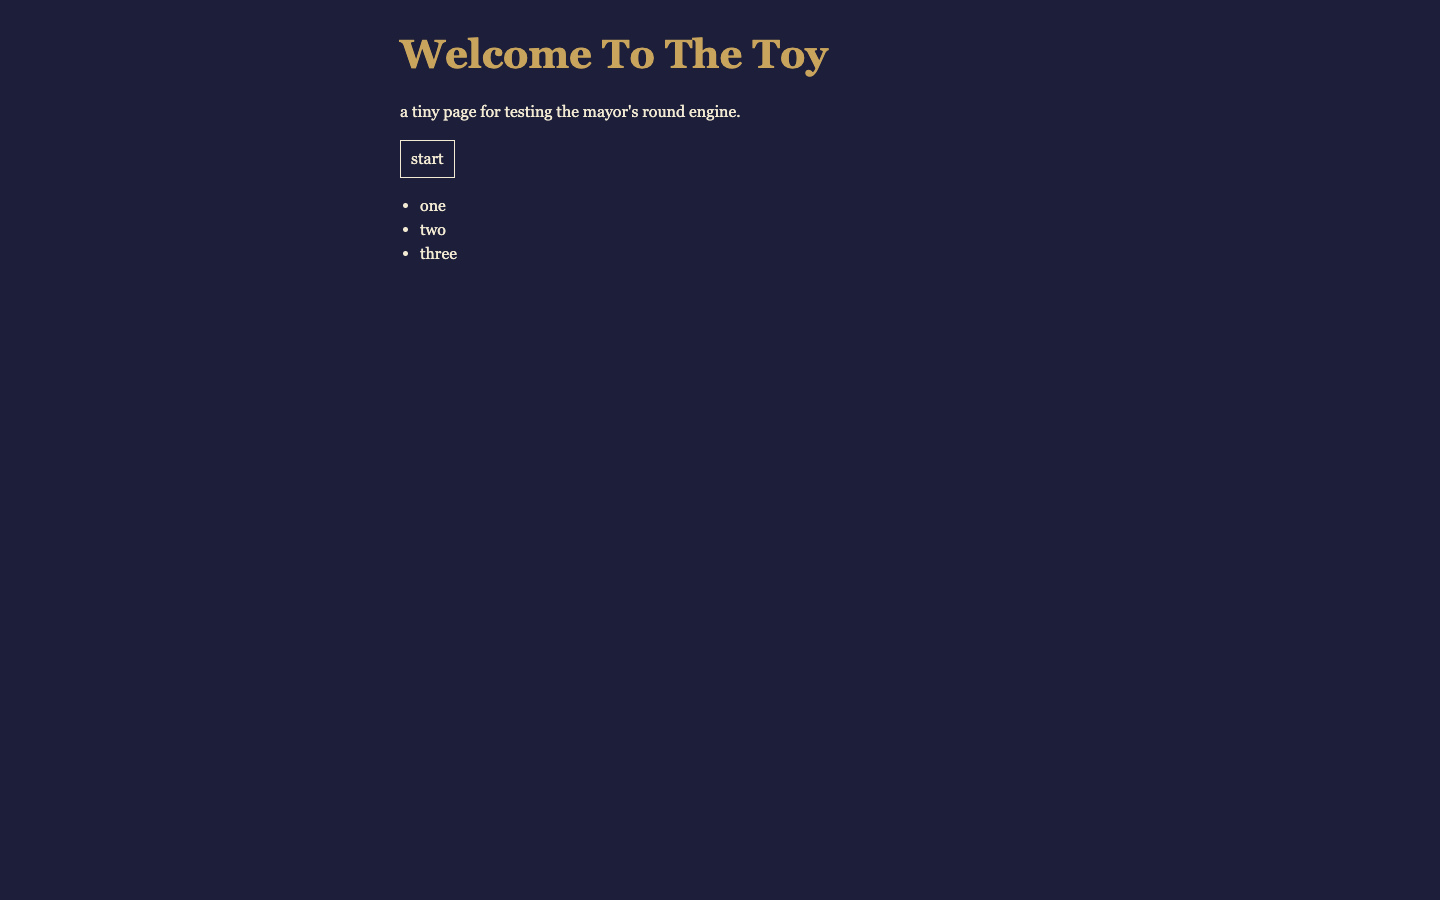 Welcome To The Toy
a tiny page for testing the mayor's round engine.
start
one
two
three